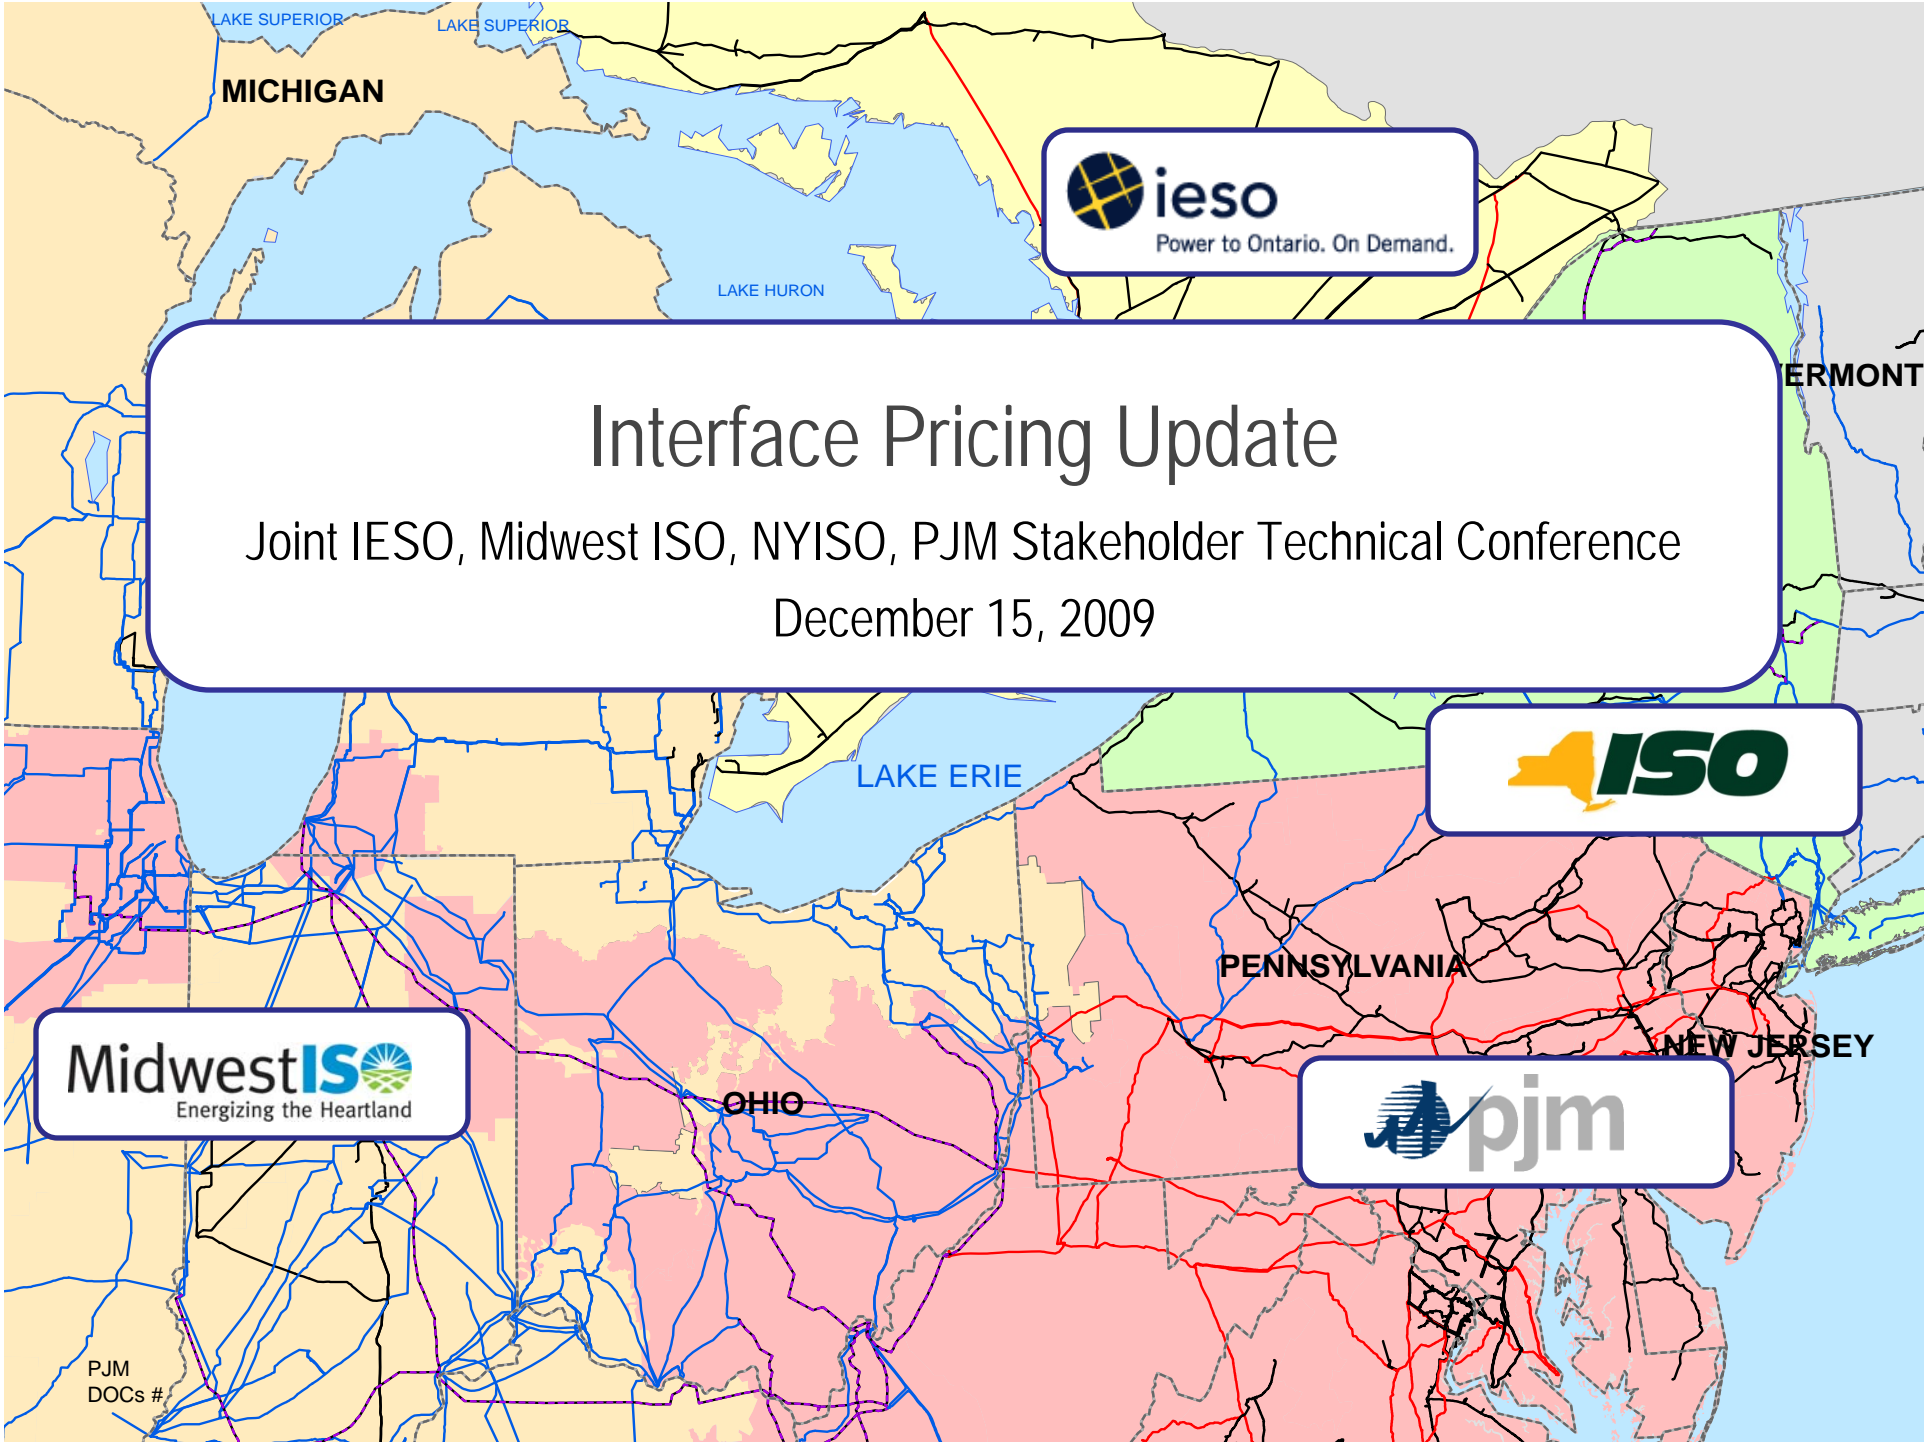 LAKE SUPERIOR
LAKE SUPERIOR
MICHIGAN
ieso
Power to Ontario. On Demand.
LAKE HURON
ERMONT
Interface Pricing Update
Joint IESO, Midwest ISO, NYISO, PJM Stakeholder Technical Conference
December 15, 2009
ISO
LAKE ERIE
PENNSYLVANIA
MidwestISO
Energizing the Heartland
NEW JERSEY
OHIO
pjm
PJM
DOCs #